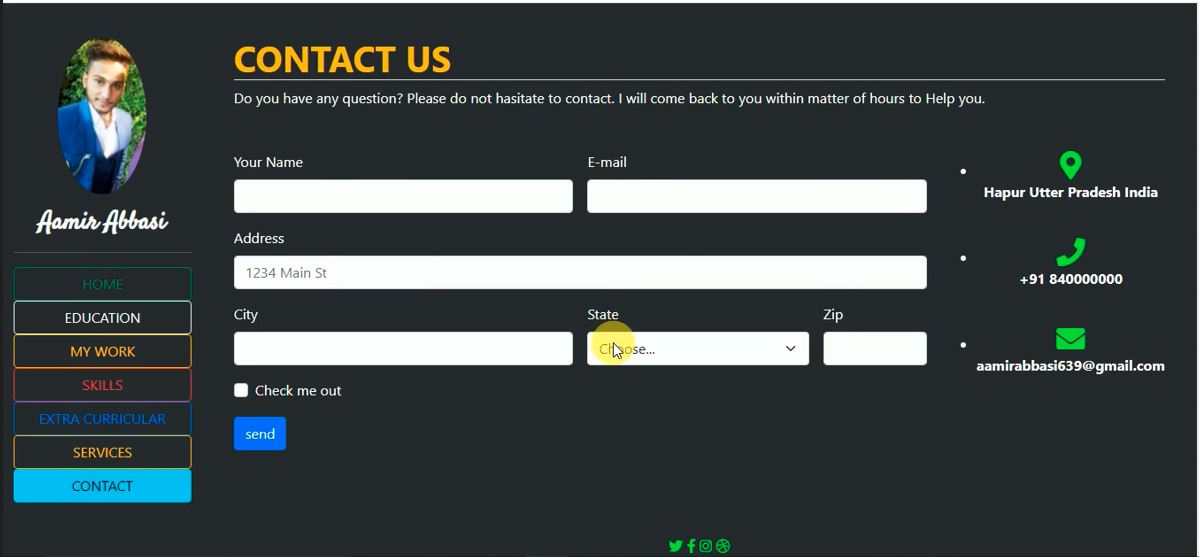 Aamir Abbasi
HOME
EDUCATION
MY WORK
SKILLS
EXTRA CURRICULAR
SERVICES
CONTACT
CONTACT US
Do you have any question? Please do not hasitate to contact. I will come back to you within matter of hours to Help you.
Your Name
E-mail
Address
1234 Main St
City
State
Zip
Choose...
Check me out
send
Hapur Utter Pradesh India
+91 840000000
aamirabbasi639@gmail.com